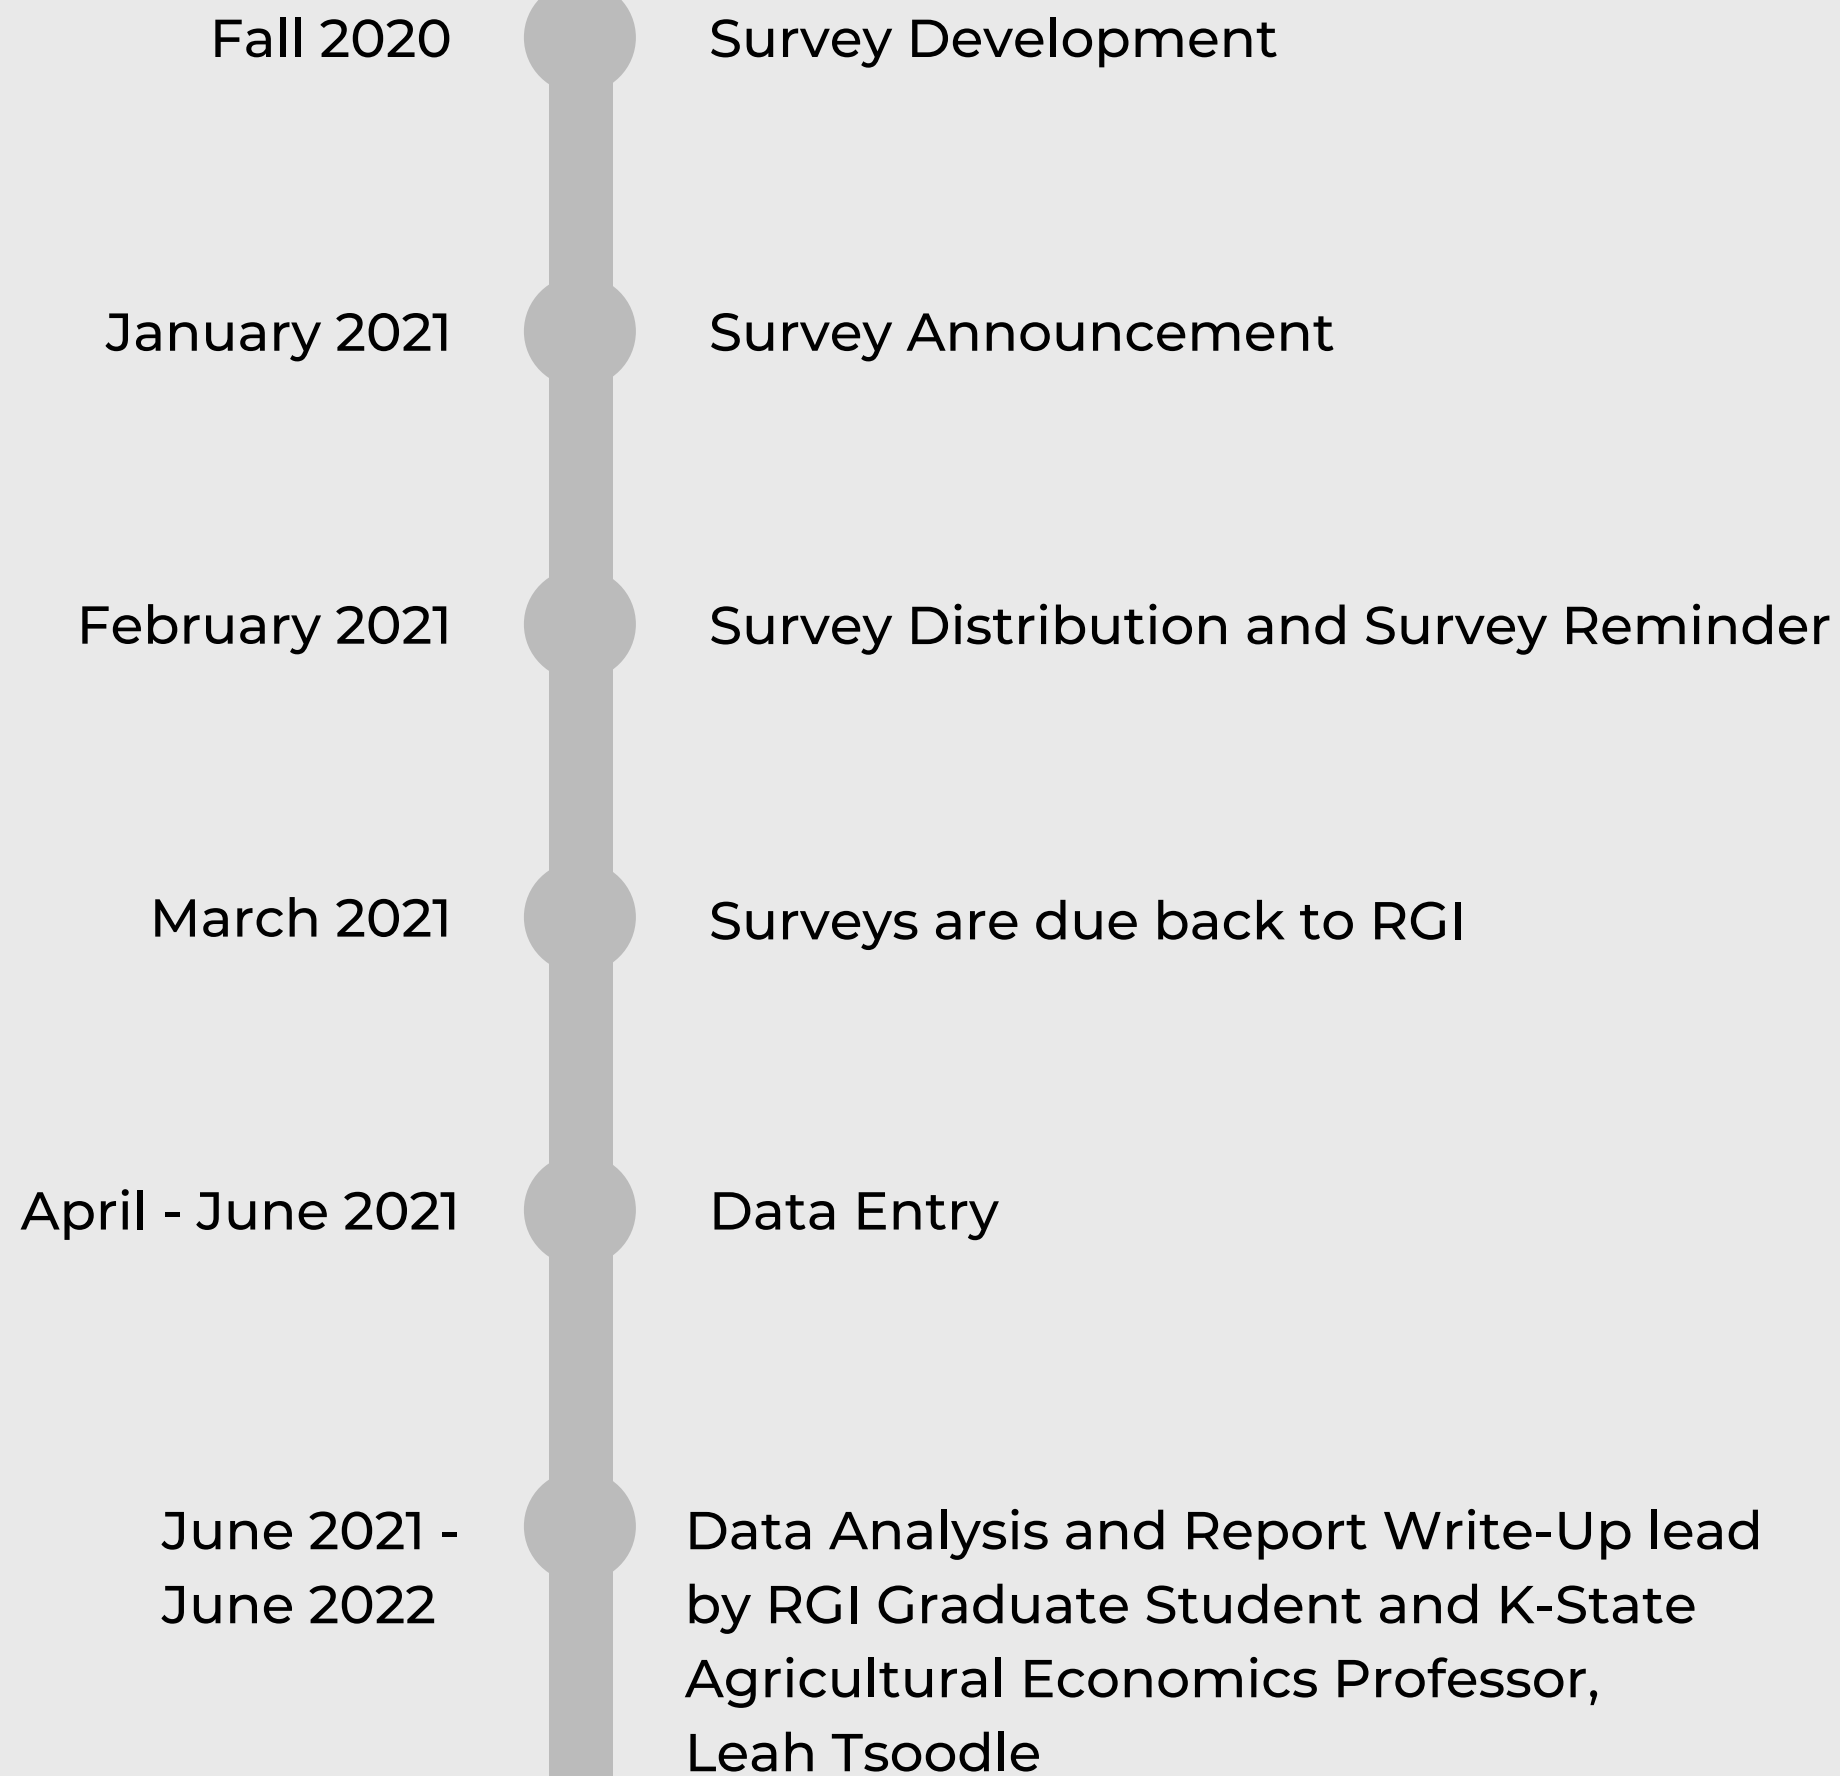 Fall 2020
Survey Development
January 2021
Survey Announcement
February 2021
Survey Distribution and Survey Reminder
March 2021
Surveys are due back to RGI
April - June 2021
Data Entry
June 2021 -
June 2022
Data Analysis and Report Write-Up lead
by RGI Graduate Student and K-State
Agricultural Economics Professor,
Leah Tsoodle